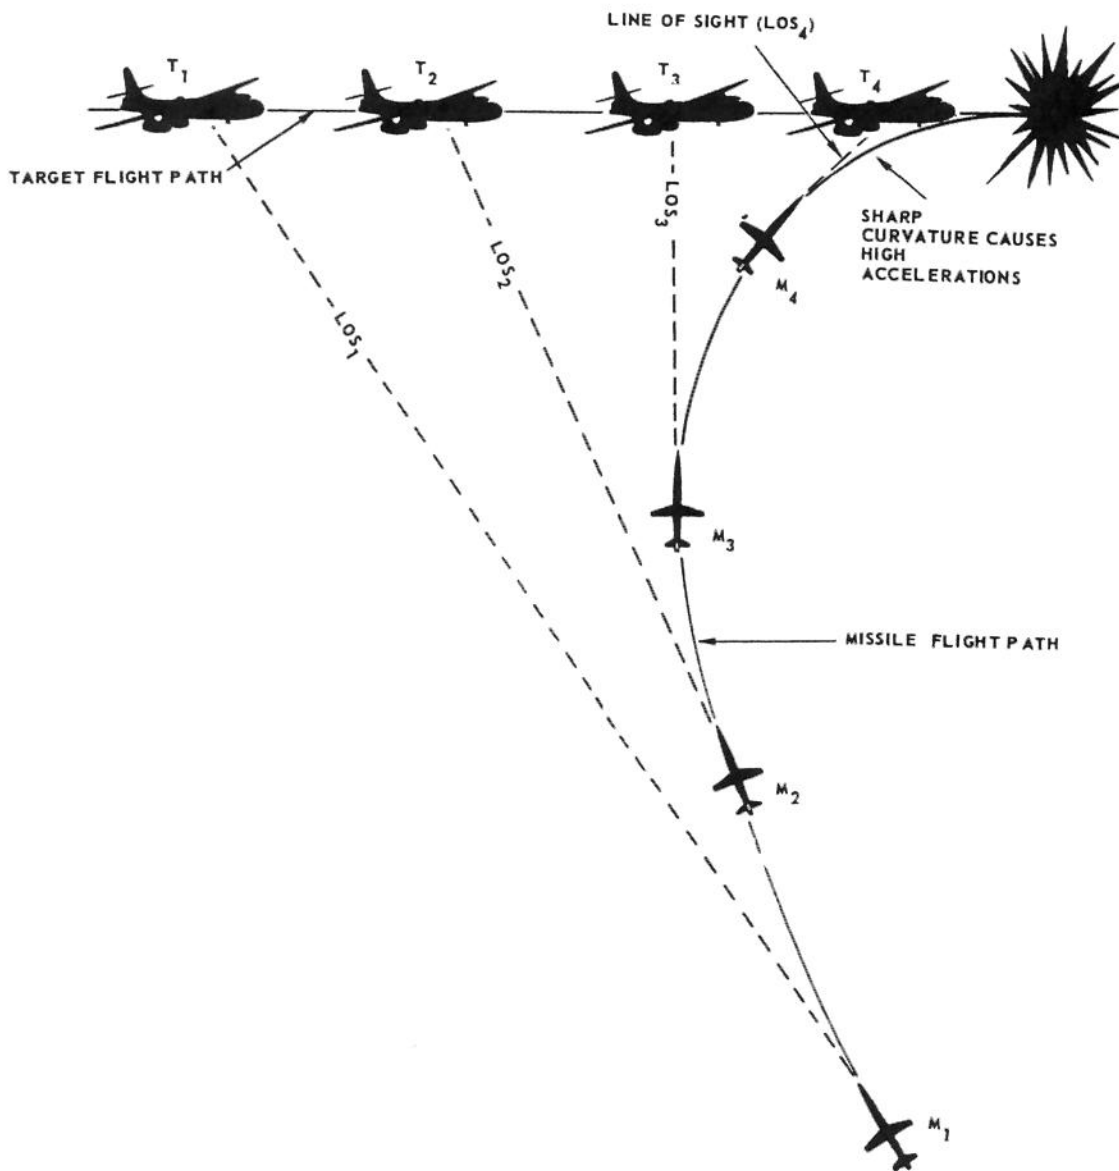 LINE OF SIGHT (LOS₄)
T₁
T₂
T₃
T₄
TARGET FLIGHT PATH
LOS₁
LOS₂
LOS₃
SHARP
CURVATURE CAUSES
HIGH
ACCELERATIONS
M₄
M₃
MISSILE FLIGHT PATH
M₂
M₁